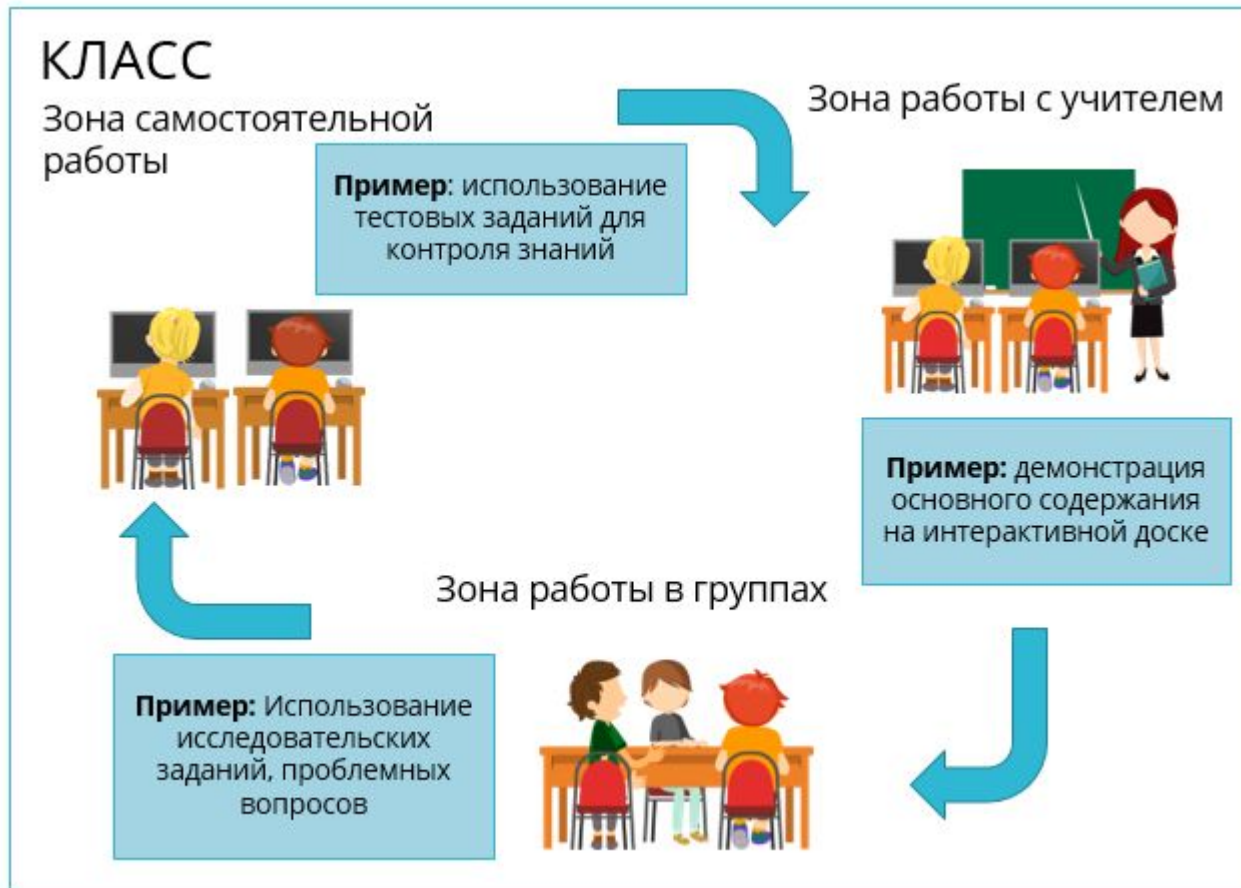 КЛАСС
Зона самостоятельной
работы
Пример: использование
тестовых заданий для
контроля знаний
Зона работы с учителем
Пример: демонстрация
основного содержания
на интерактивной доске
Зона работы в группах
Пример: Использование
исследовательских
заданий, проблемных
вопросов